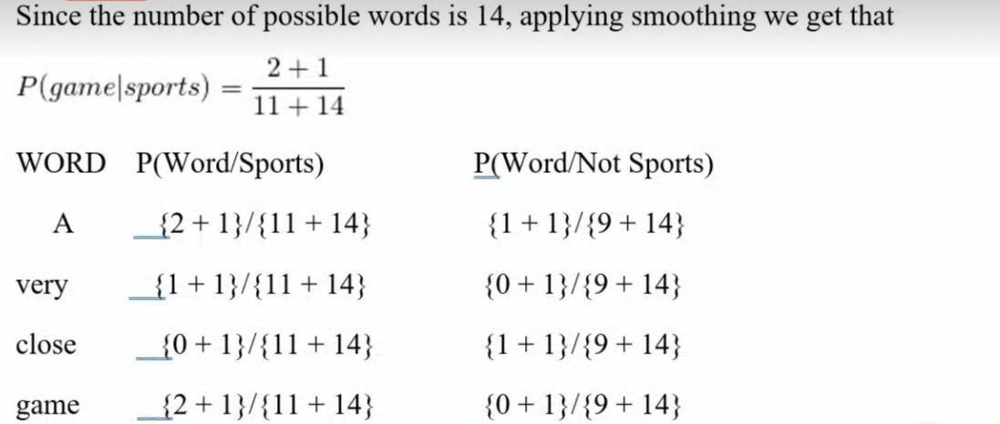 Since the number of possible words is 14, applying smoothing we get that
P(game|sports) = \frac{2 + 1}{11 + 14}
WORD P(Word/Sports) P(Word/Not Sports)
A {2 + 1}/{11 + 14} {1 + 1}/{9 + 14}
very {1 + 1}/{11 + 14} {0 + 1}/{9 + 14}
close {0 + 1}/{11 + 14} {1 + 1}/{9 + 14}
game {2 + 1}/{11 + 14} {0 + 1}/{9 + 14}